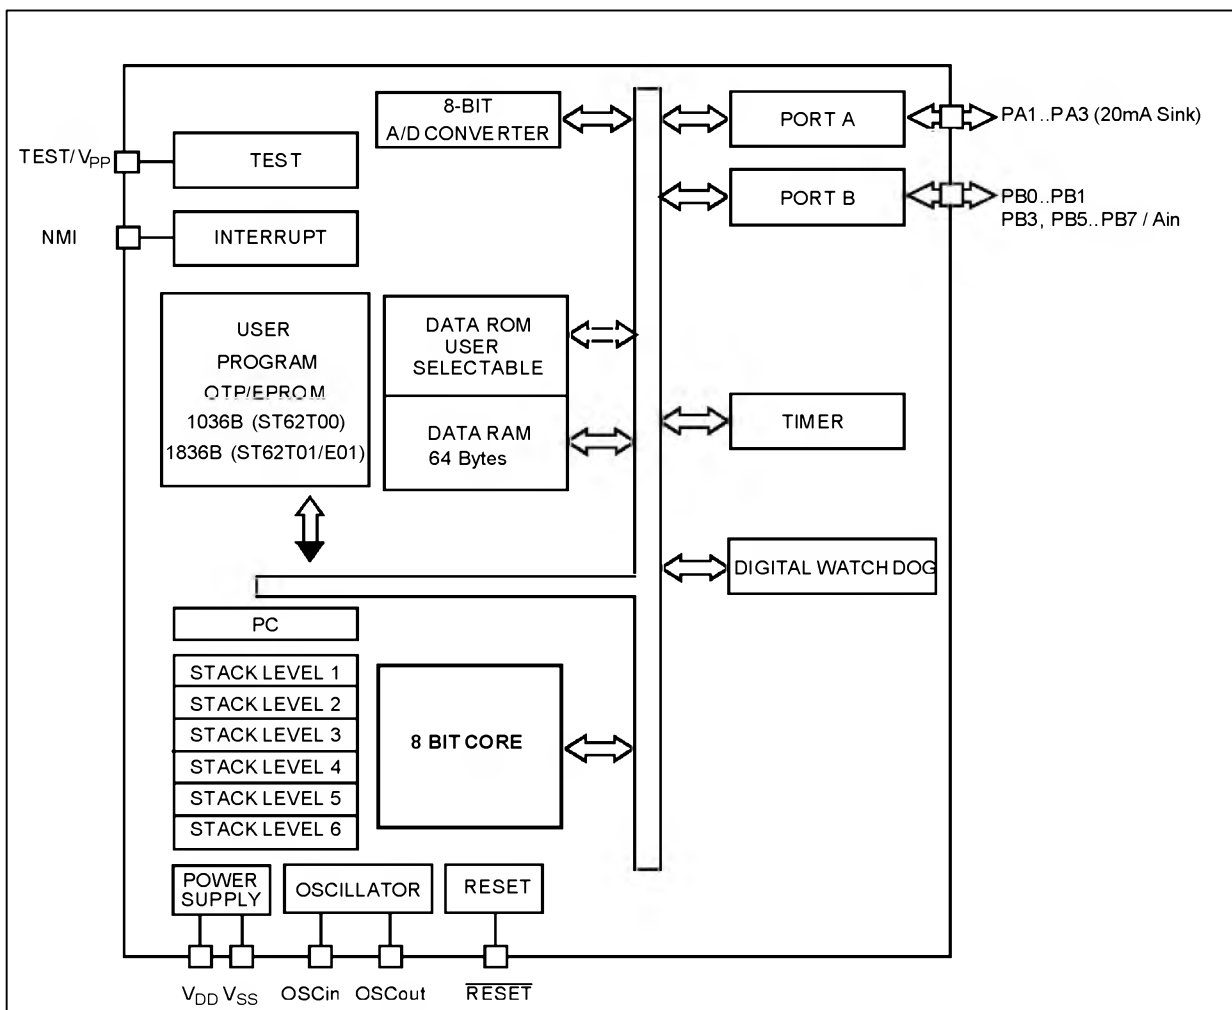 8-BIT
A/D CONVERTER
PORT A
PA1..PA3 (20mA Sink)
TEST/VPP
TEST
PORT B
PB0..PB1
PB3, PB5..PB7 / Ain
NMI
INTERRUPT
USER
PROGRAM
OTP/EPROM
1036B (ST62T00)
1836B (ST62T01/E01)
DATA ROM
USER
SELECTABLE
DATA RAM
64 Bytes
TIMER
DIGITAL WATCH DOG
PC
STACK LEVEL 1
STACK LEVEL 2
STACK LEVEL 3
STACK LEVEL 4
STACK LEVEL 5
STACK LEVEL 6
8 BIT CORE
POWER
SUPPLY
OSCILLATOR
RESET
VDD VSS OSCin OSCout RESET